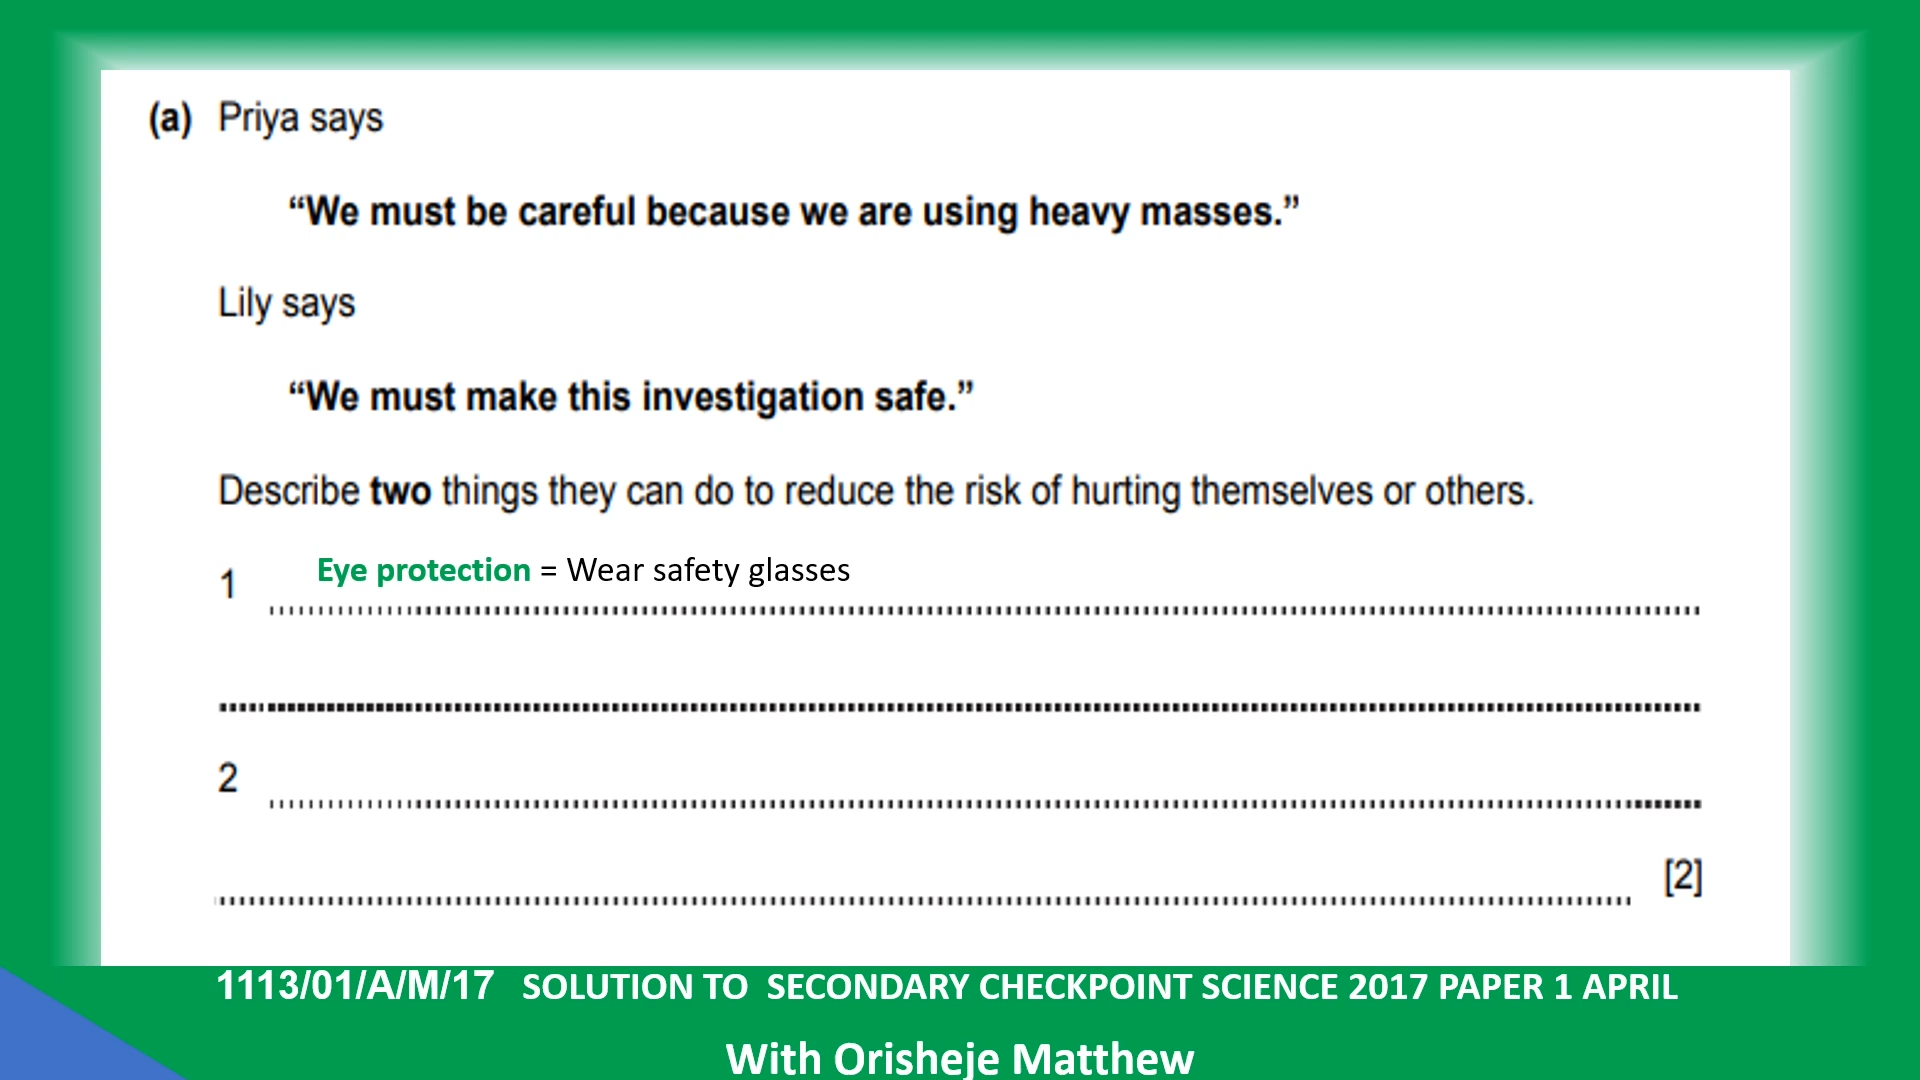 (a) Priya says
“We must be careful because we are using heavy masses.”
Lily says
“We must make this investigation safe.”
Describe two things they can do to reduce the risk of hurting themselves or others.
1 Eye protection = Wear safety glasses
2
[2]
1113/01/A/M/17 SOLUTION TO SECONDARY CHECKPOINT SCIENCE 2017 PAPER 1 APRIL
With Orisheje Matthew